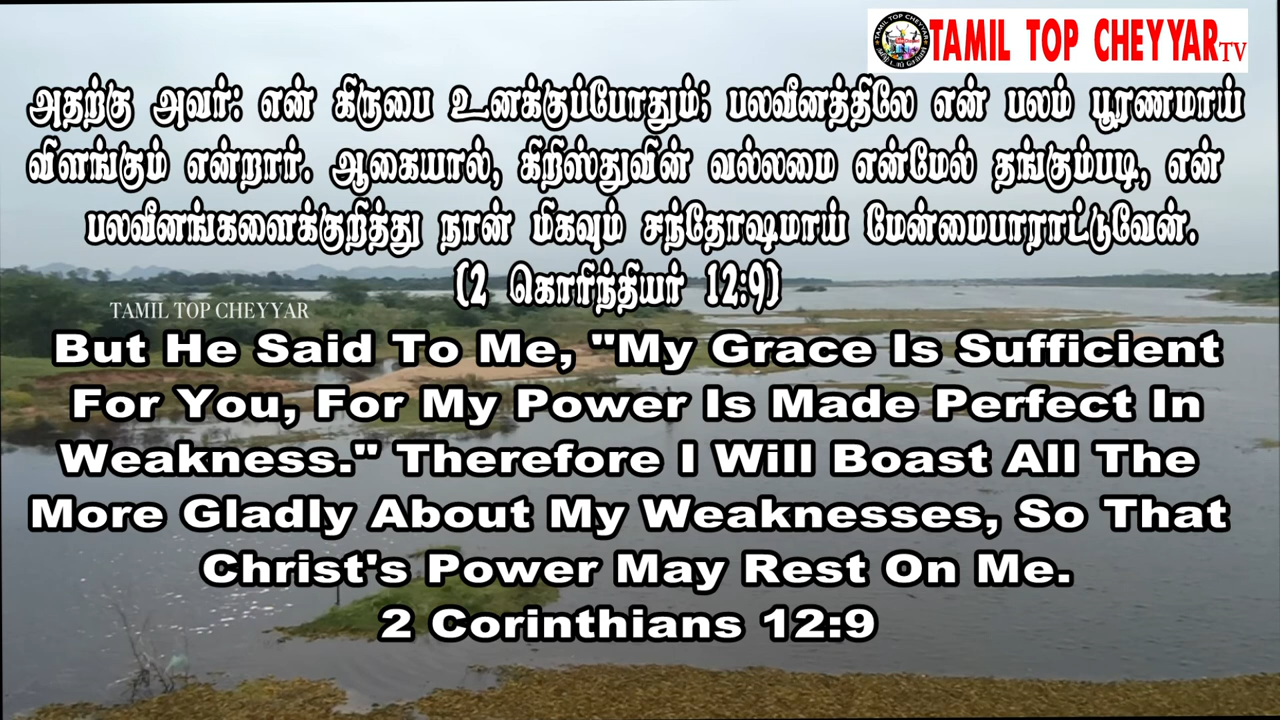 TAMIL TOP CHEYYAR TV
அதற்கு அவர்: என் கிருபை உனக்குப்போதும்; பலவீனத்திலே என் பலம் பூரணமாய்
விளங்கும் என்றார். ஆகையால், கிறிஸ்துவின் வல்லமை என்மேல் தங்கும்படி, என்
பலவீனங்களைக்குறித்து நான் மிகவும் சந்தோஷமாய் மேன்மைபாராட்டுவேன்.
(2 கொரிந்தியர் 12:9)
TAMIL TOP CHEYYAR
But He Said To Me, "My Grace Is Sufficient
For You, For My Power Is Made Perfect In
Weakness." Therefore I Will Boast All The
More Gladly About My Weaknesses, So That
Christ's Power May Rest On Me.
2 Corinthians 12:9